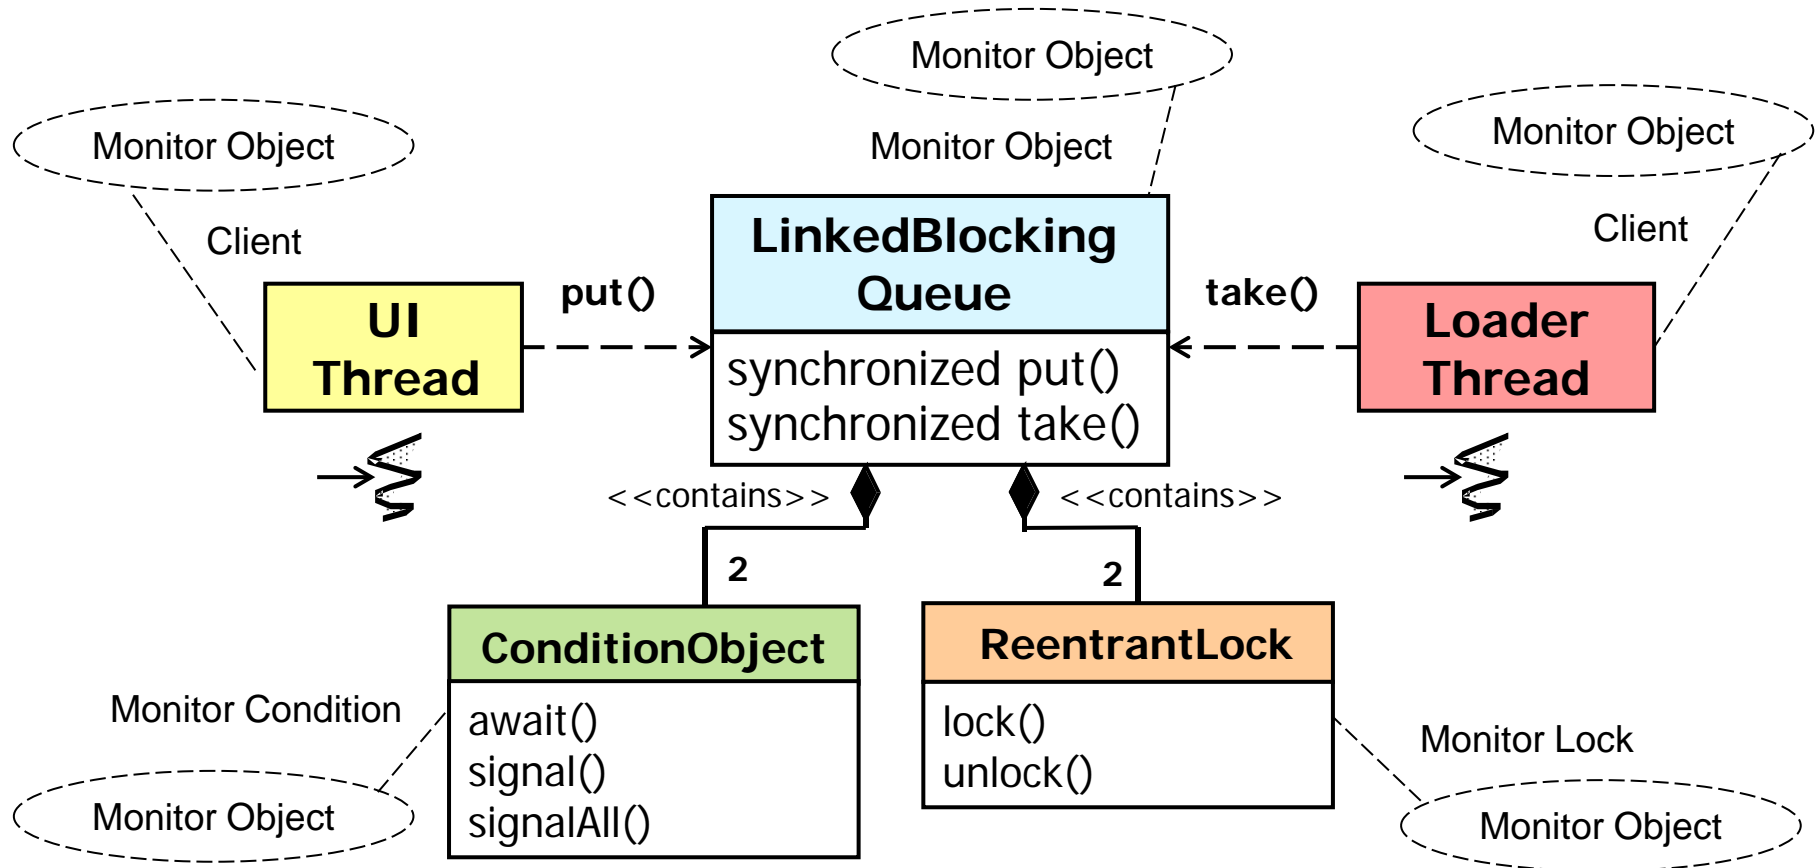 Monitor Object
Monitor Object
Monitor Object
Monitor Object
Client
Client
LinkedBlocking
Queue
put()
take()
UI
Thread
Loader
Thread
synchronized put()
synchronized take()
<<contains>>
<<contains>>
2
2
ConditionObject
ReentrantLock
Monitor Condition
await()
signal()
signalAll()
lock()
unlock()
Monitor Lock
Monitor Object
Monitor Object